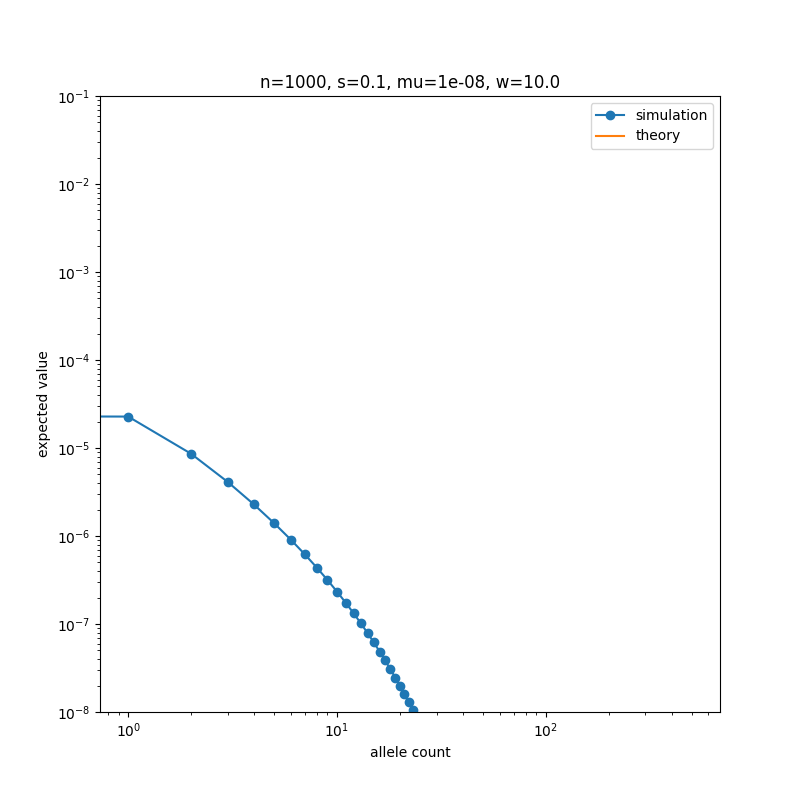 n=1000, s=0.1, mu=1e-08, w=10.0
simulation
theory
10⁻¹
10⁻²
10⁻³
10⁻⁴
10⁻⁵
10⁻⁶
10⁻⁷
10⁻⁸
expected value
10⁰
10¹
10²
allele count